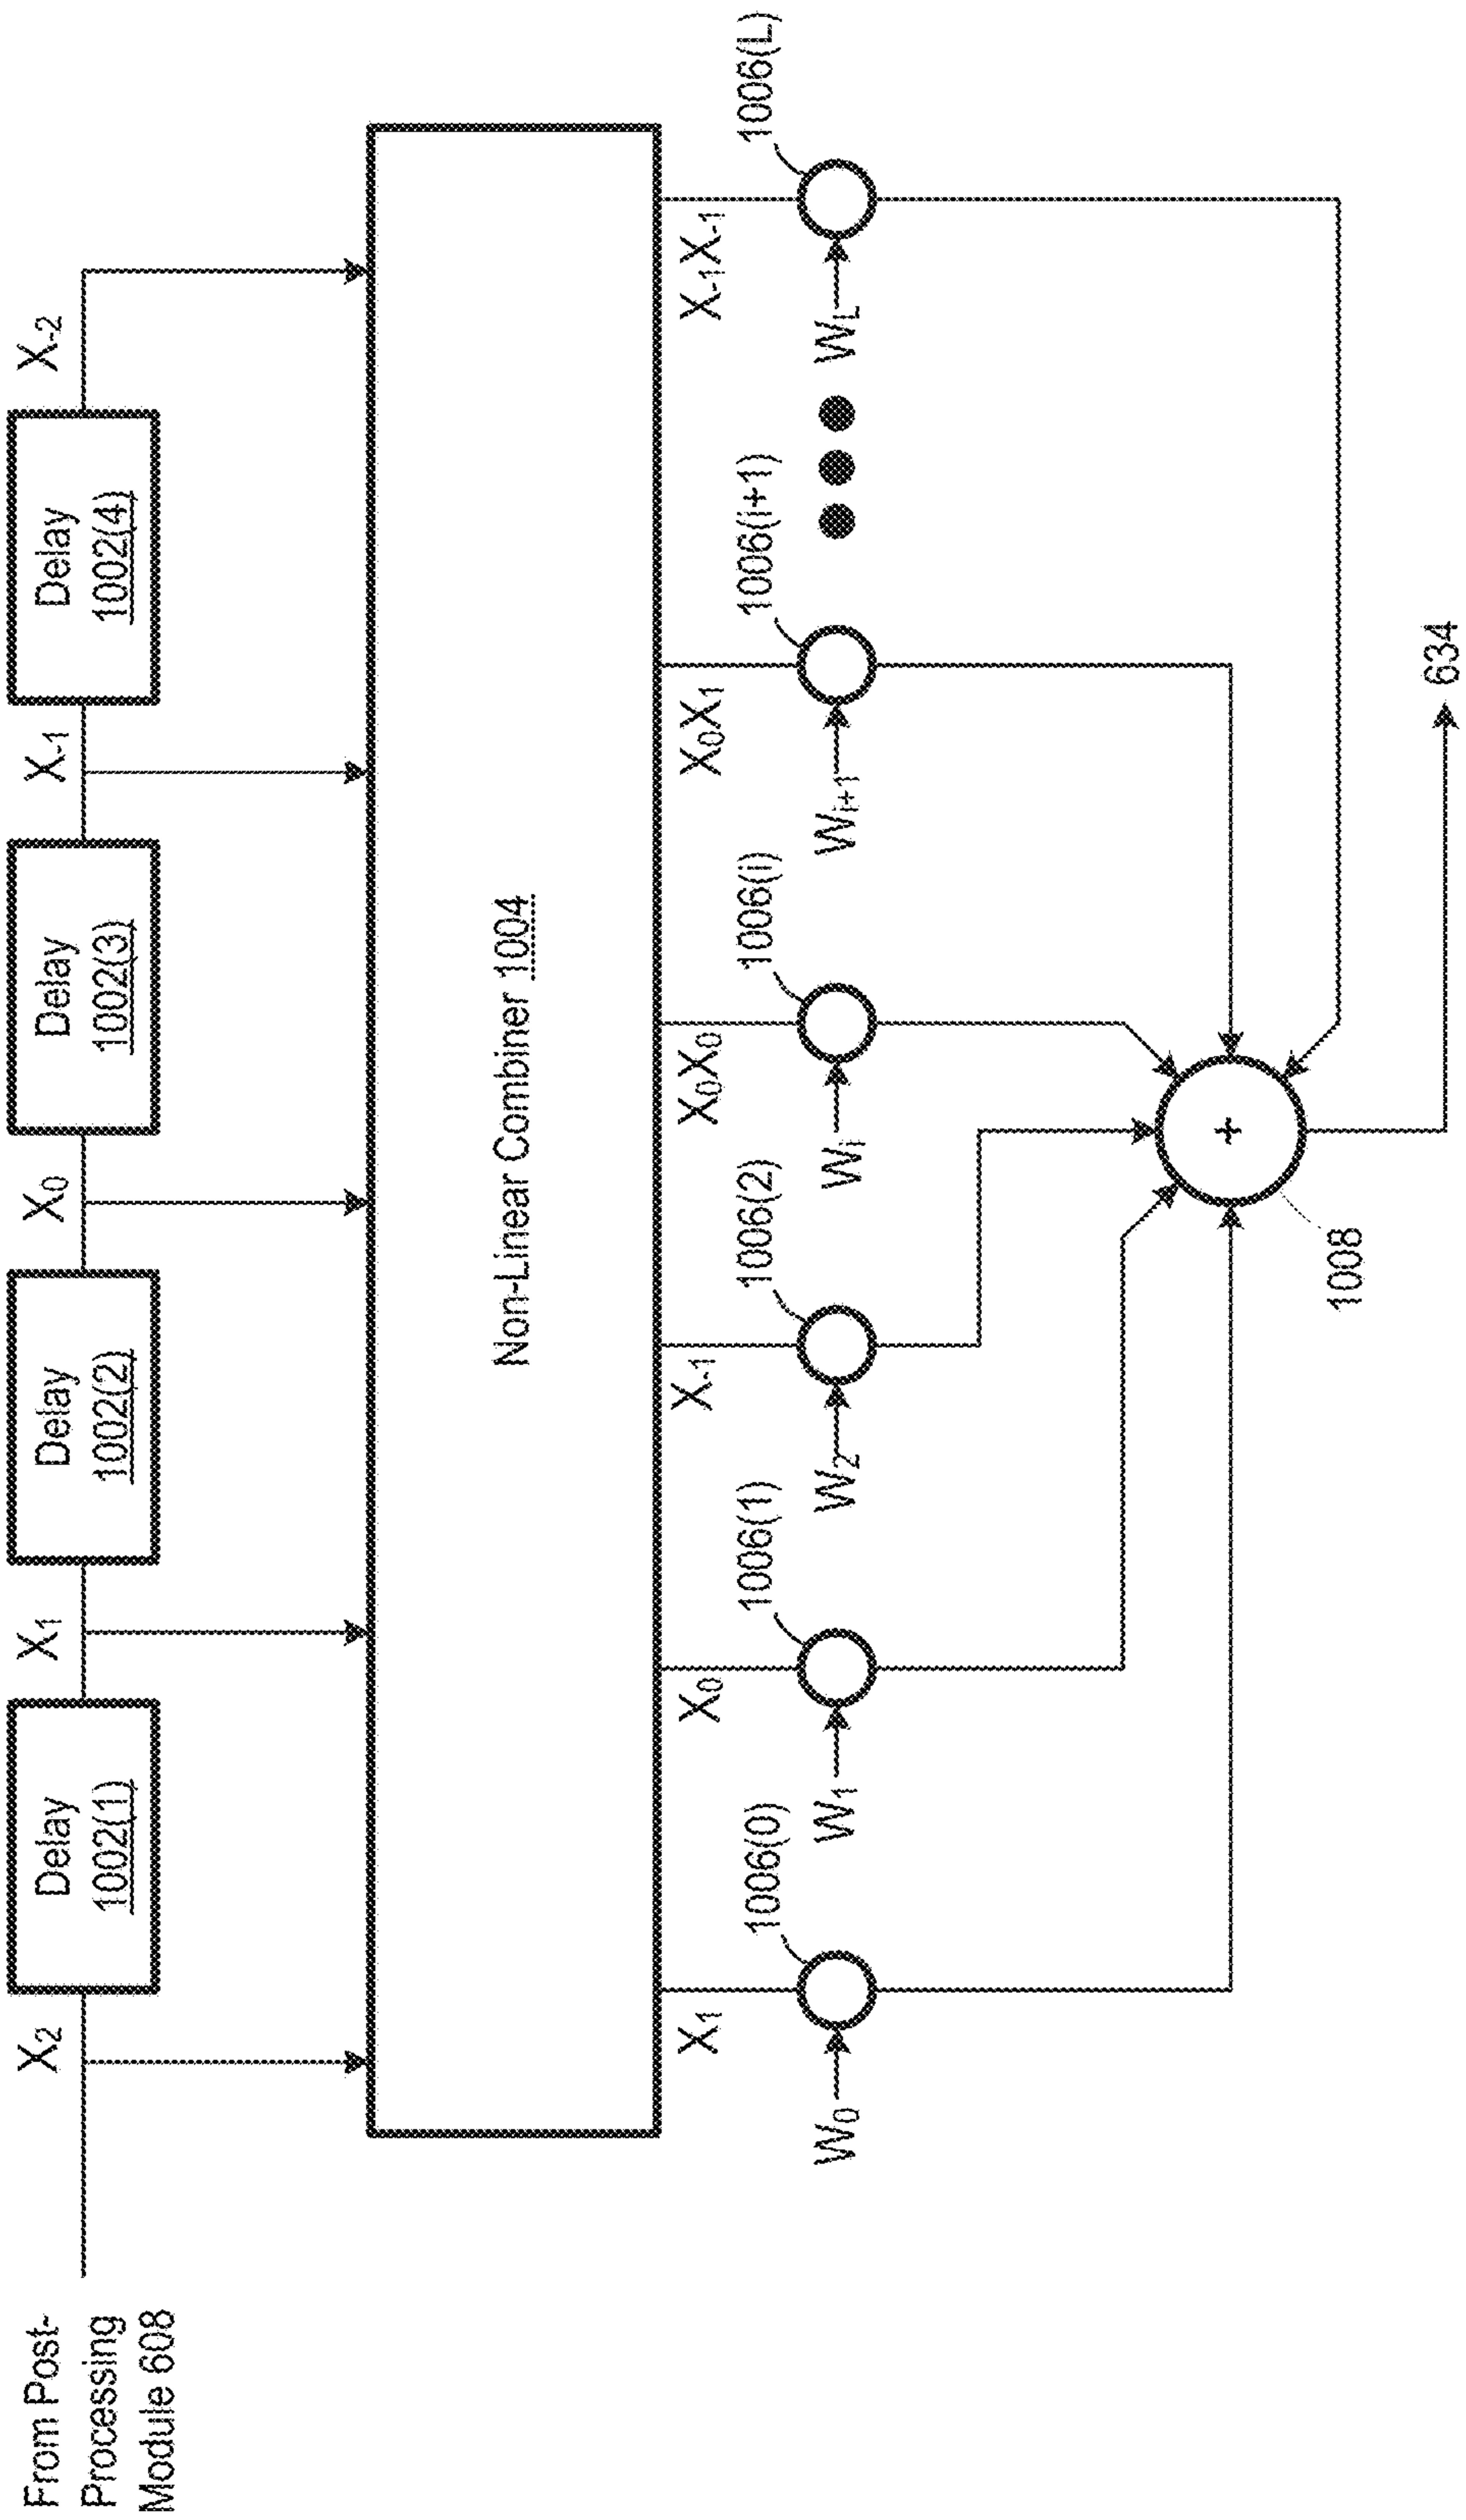 From Post-
Processing
Module 608
X2
Delay
1002(1)
X1
Delay
1002(2)
X0
Delay
1002(3)
X-1
Delay
1002(4)
X-2
Non-Linear Combiner 1004
X1
X0
X-1
X0X0
X0X1
X-1X-1
1006(0)
1006(1)
1006(2)
1006(i)
1006(i+1)
1006(L)
W0
W1
W2
Wi
Wi+1
WL
+
1008
634